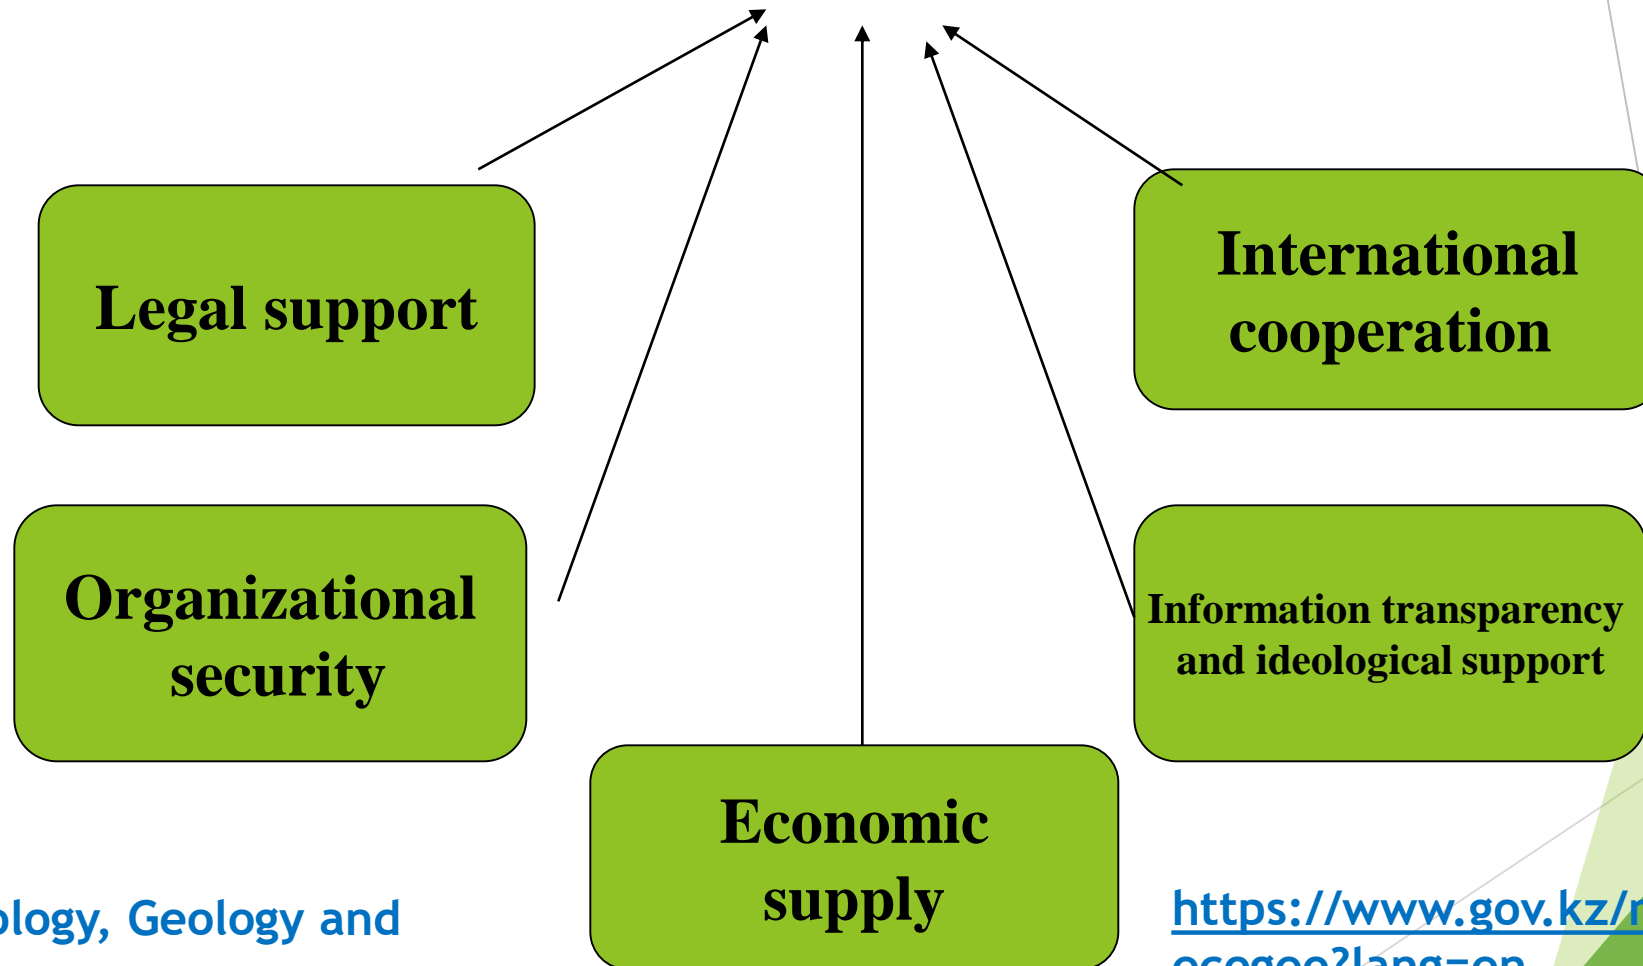 Legal support
International
cooperation
Organizational
security
Information transparency
and ideological support
Economic
supply
Geology and
https://www.gov.kz/